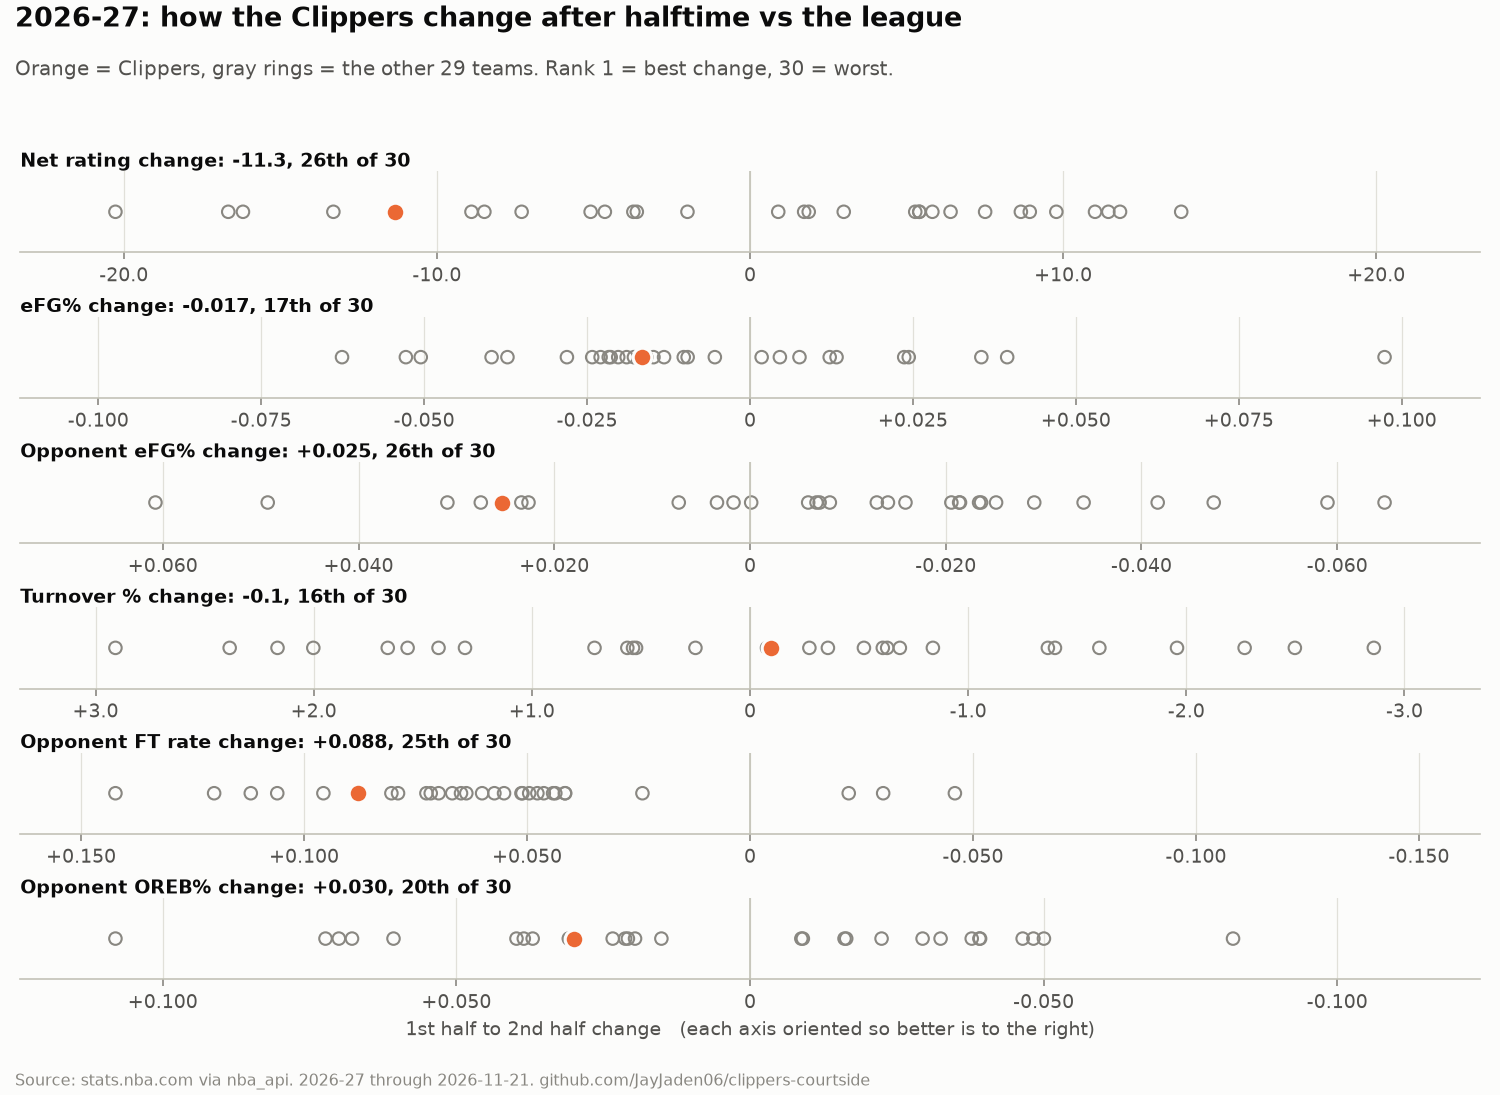 2026-27: how the Clippers change after halftime vs the league
Orange = Clippers, gray rings = the other 29 teams. Rank 1 = best change, 30 = worst.
Net rating change: -11.3, 26th of 30
-20.0 -10.0 0 +10.0 +20.0
eFG% change: -0.017, 17th of 30
-0.100 -0.075 -0.050 -0.025 0 +0.025 +0.050 +0.075 +0.100
Opponent eFG% change: +0.025, 26th of 30
+0.060 +0.040 +0.020 0 -0.020 -0.040 -0.060
Turnover % change: -0.1, 16th of 30
+3.0 +2.0 +1.0 0 -1.0 -2.0 -3.0
Opponent FT rate change: +0.088, 25th of 30
+0.150 +0.100 +0.050 0 -0.050 -0.100 -0.150
Opponent OREB% change: +0.030, 20th of 30
+0.100 +0.050 0 -0.050 -0.100
1st half to 2nd half change (each axis oriented so better is to the right)
Source: stats.nba.com via nba_api. 2026-27 through 2026-11-21. github.com/JayJaden06/clippers-courtside